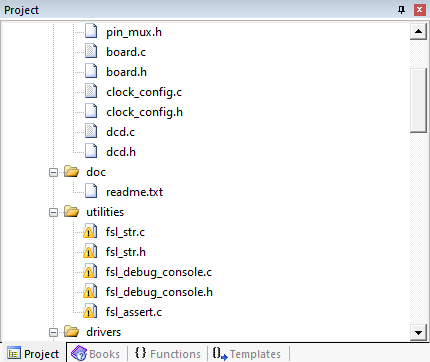 Project
pin_mux.h
board.c
board.h
clock_config.c
clock_config.h
dcd.c
dcd.h
doc
readme.txt
utilities
fsl_str.c
fsl_str.h
fsl_debug_console.c
fsl_debug_console.h
fsl_assert.c
drivers
Project Books {} Functions 0 Templates